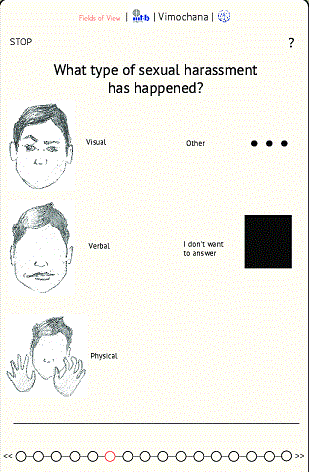 Fields of View | iiitb | Vimochana |
STOP ?
What type of sexual harassment
has happened?
Visual
Other
Verbal
I don't want
to answer
Physical
<< >>